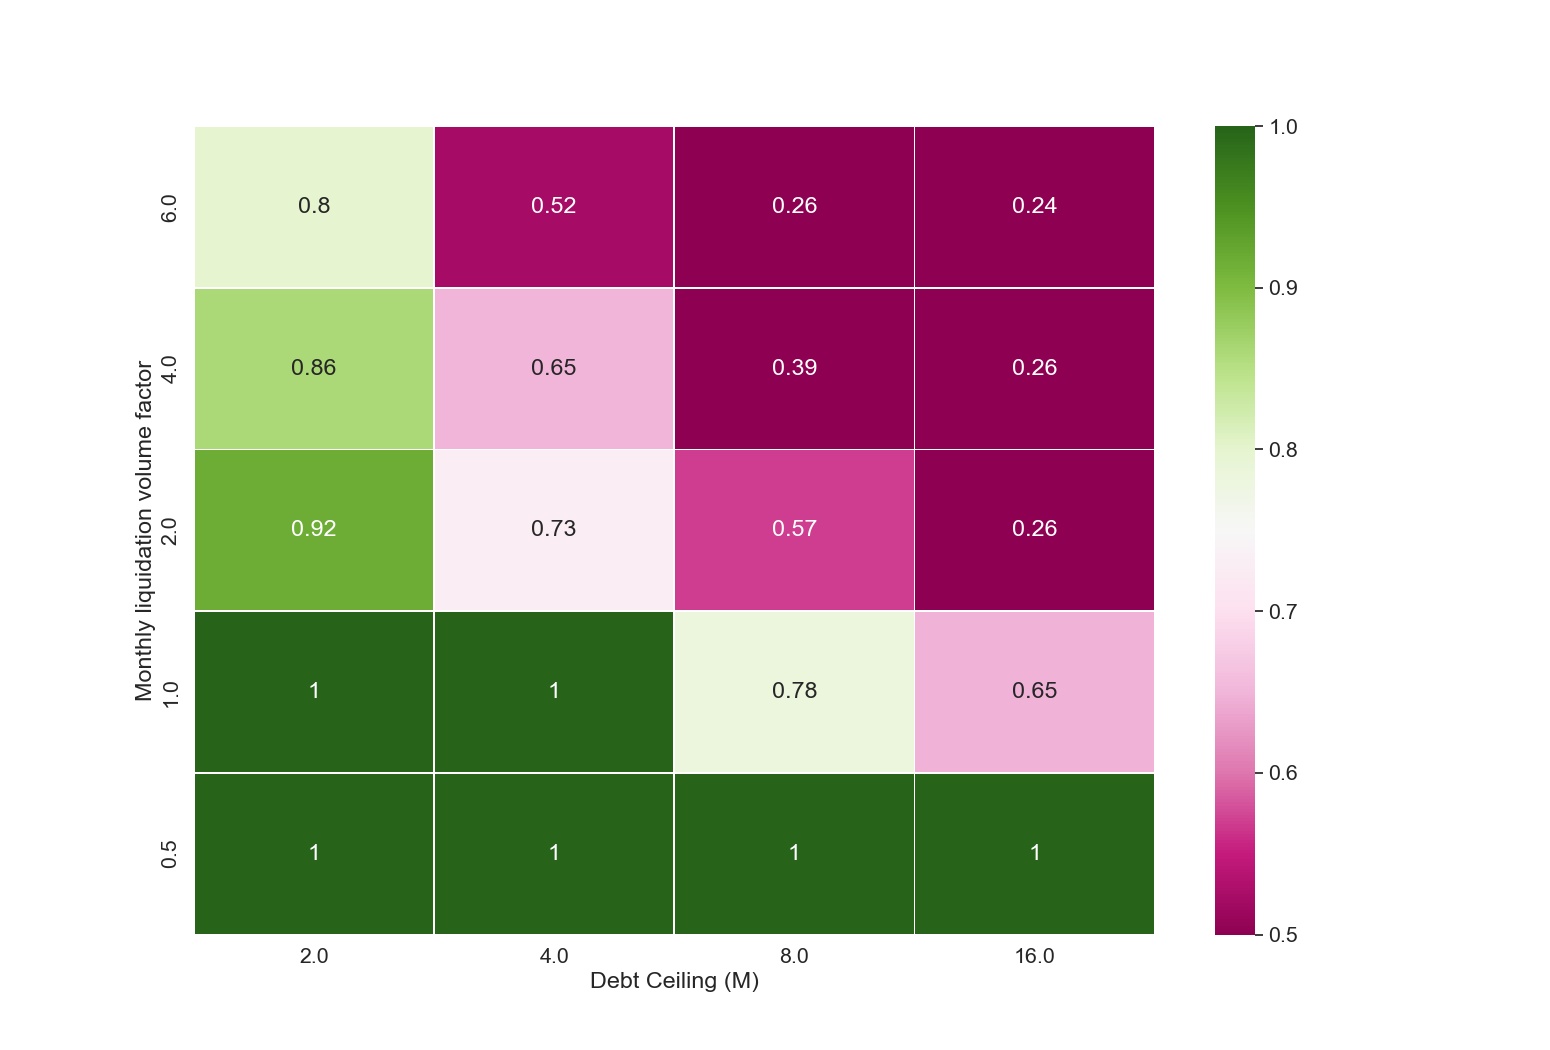 Monthly liquidation volume factor
6.0 0.8 0.52 0.26 0.24
4.0 0.86 0.65 0.39 0.26
2.0 0.92 0.73 0.57 0.26
1.0 1 1 0.78 0.65
0.5 1 1 1 1
2.0 4.0 8.0 16.0
Debt Ceiling (M)
1.0
0.9
0.8
0.7
0.6
0.5